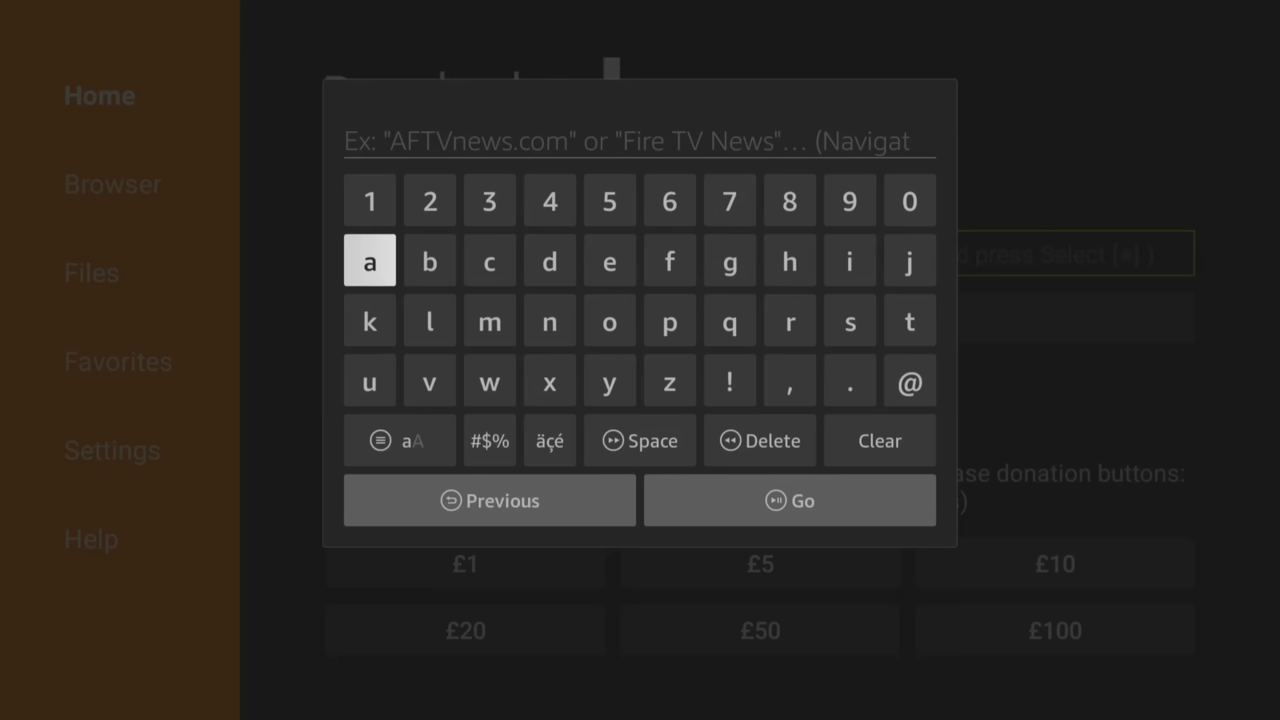 Home
Browser
Files
Favorites
Settings
Help
Ex: "AFTVnews.com" or "Fire TV News"... (Navigat
1 2 3 4 5 6 7 8 9 0
a b c d e f g h i j
k l m n o p q r s t
u v w x y z ! , . @
aA #$% äçé Space Delete Clear
Previous Go
press Select
ase donation buttons:
£1 £5 £10
£20 £50 £100